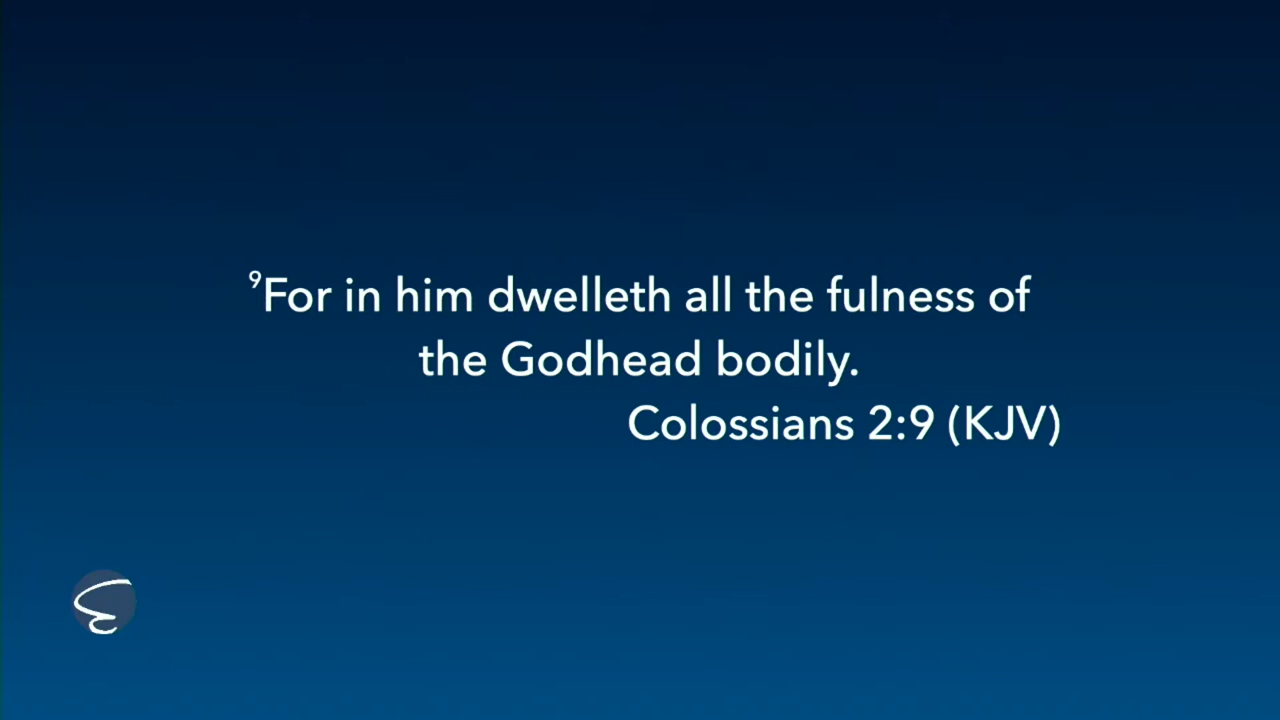 ⁹For in him dwelleth all the fulness of
the Godhead bodily.
Colossians 2:9 (KJV)